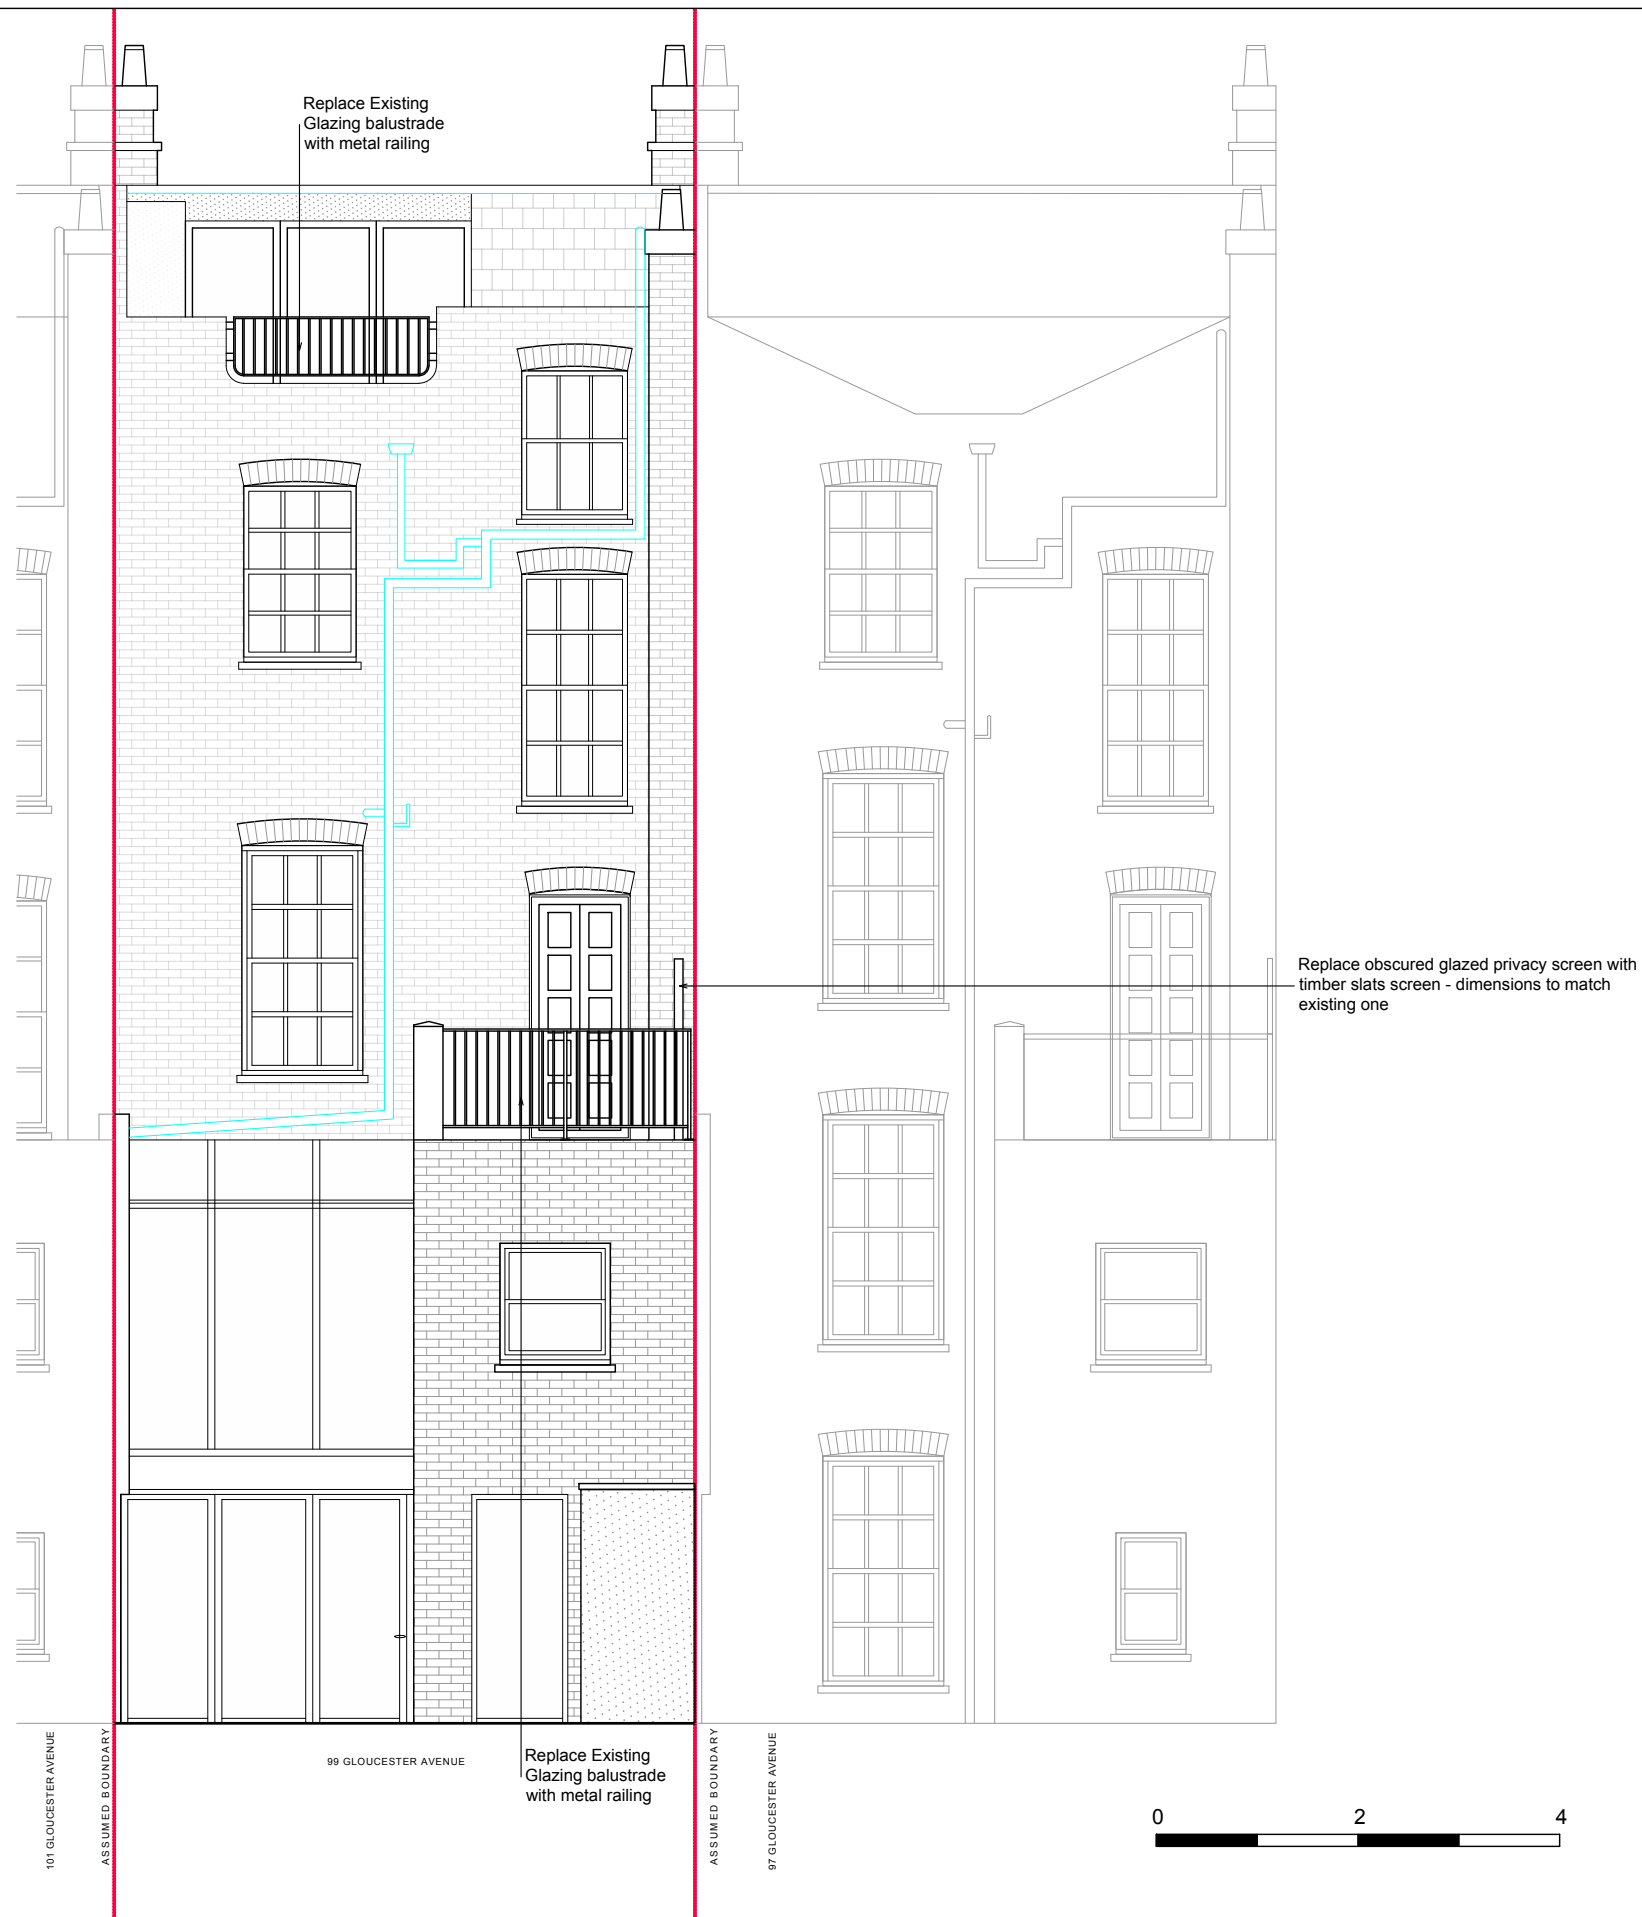 Replace Existing
Glazing balustrade
with metal railing
Replace obscured glazed privacy screen with
timber slats screen - dimensions to match
existing one
101 GLOUCESTER AVENUE
ASSUMED BOUNDARY
99 GLOUCESTER AVENUE
Replace Existing
Glazing balustrade
with metal railing
ASSUMED BOUNDARY
97 GLOUCESTER AVENUE
0 2 4